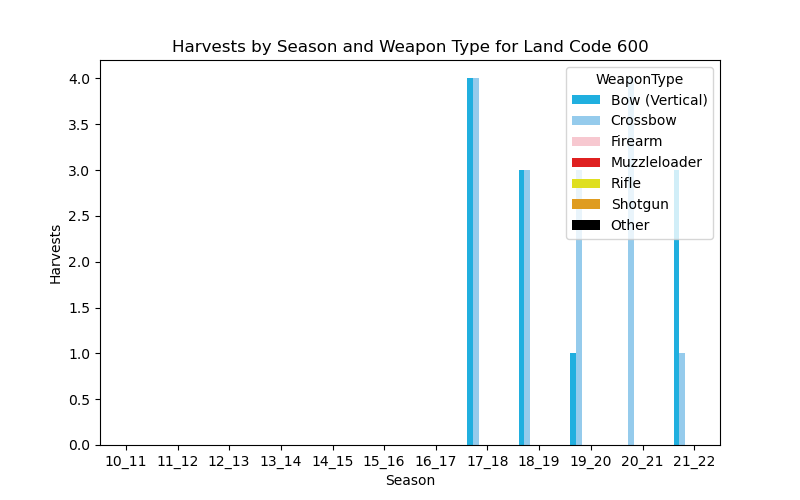 Harvests by Season and Weapon Type for Land Code 600
4.0
3.5
3.0
2.5
2.0
1.5
1.0
0.5
0.0
Harvests
WeaponType
Bow (Vertical)
Crossbow
Firearm
Muzzleloader
Rifle
Shotgun
Other
10_11 11_12 12_13 13_14 14_15 15_16 16_17 17_18 18_19 19_20 20_21 21_22
Season